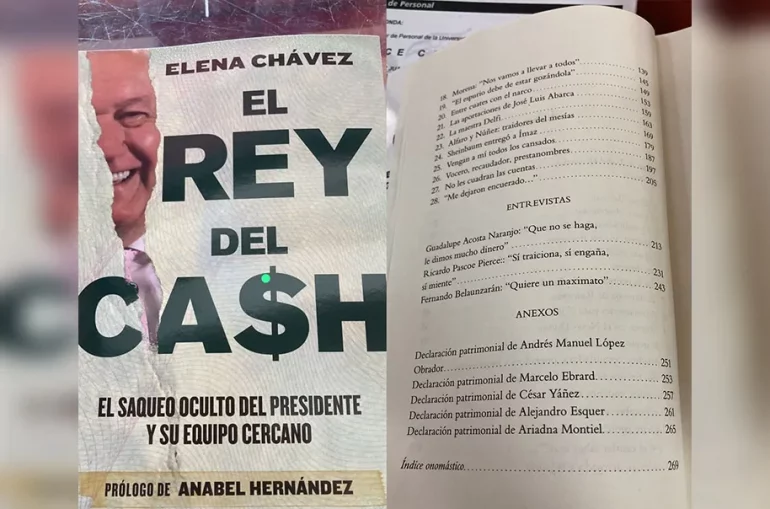 ELENA CHÁVEZ
EL
REY
DEL
CA$H
EL SAQUEO OCULTO DEL PRESIDENTE
Y SU EQUIPO CERCANO
PRÓLOGO DE ANABEL HERNÁNDEZ
de Personal
de Personal de la Univers
18. Morena: "Nos vamos a llevar a todos" 139
19. "El espurio debe de estar gozándola" 145
20. Entre cuates con el narco 149
21. Las aportaciones de José Luis Abarca 153
22. La maestra Delfi 159
23. Alfaro y Núñez: traidores del mesías 163
24. Sheinbaum entregó a Ímaz 169
25. Vengan a mí todos los cansados 179
26. Vocero, recaudador, prestanombres 187
27. No les cuadran las cuentas 197
28. "Me dejaron encuerado…" 205
ENTREVISTAS
Guadalupe Acosta Naranjo: "Que no se haga,
le dimos mucho dinero" 213
Ricardo Pascoe Pierce:: "Sí traiciona, sí engaña,
sí miente" 231
Fernando Belaunzarán: "Quiere un maximato" 243
ANEXOS
Declaración patrimonial de Andrés Manuel López
Obrador 251
Declaración patrimonial de Marcelo Ebrard 253
Declaración patrimonial de César Yáñez 257
Declaración patrimonial de Alejandro Esquer 261
Declaración patrimonial de Ariadna Montiel 265
Índice onomástico 269